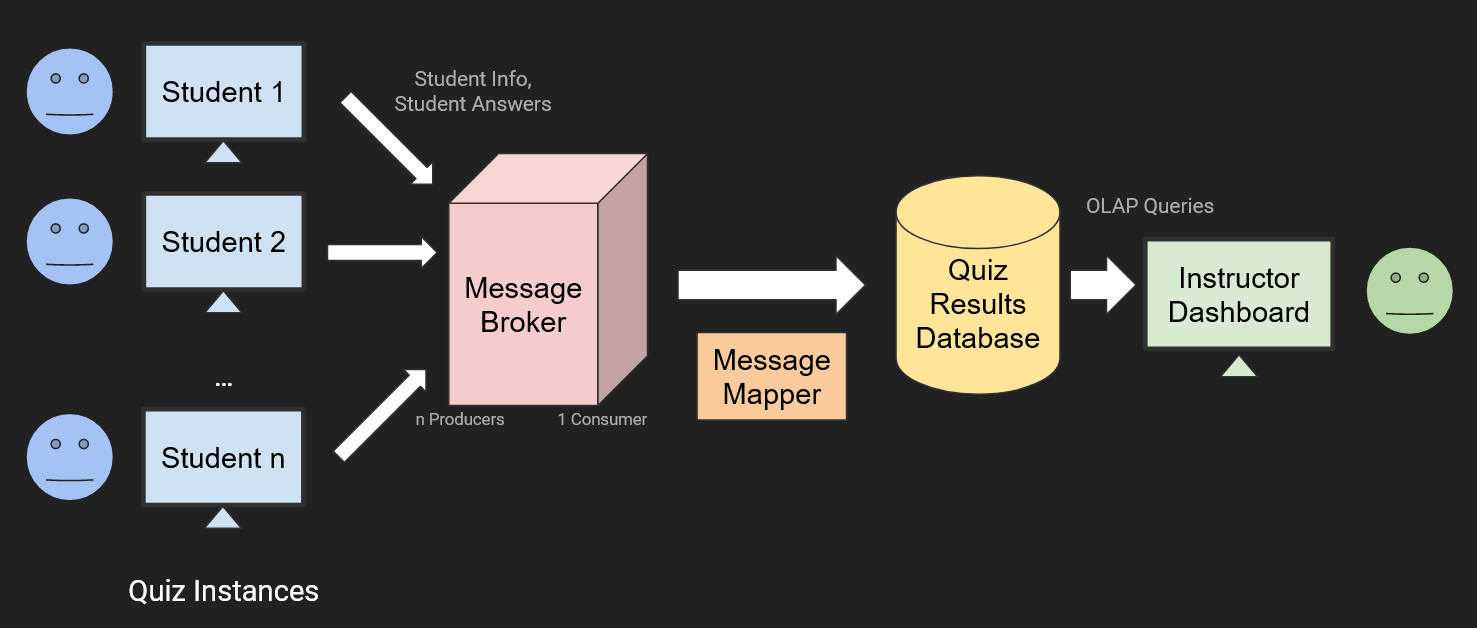 Student 1
Student Info,
Student Answers
Student 2
...
Student n
Quiz Instances
Message
Broker
n Producers
1 Consumer
Message
Mapper
Quiz
Results
Database
OLAP Queries
Instructor
Dashboard